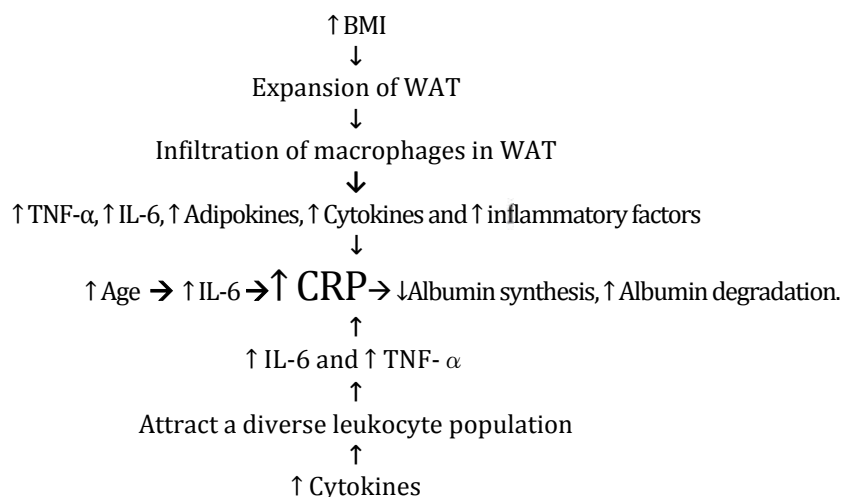 ↑ BMI
↓
Expansion of WAT
↓
Infiltration of macrophages in WAT
↓
↑ TNF-α, ↑ IL-6, ↑ Adipokines, ↑ Cytokines and ↑ inflammatory factors
↓
↑ Age → ↑ IL-6 → ↑ CRP → ↓Albumin synthesis, ↑ Albumin degradation.
↑
↑ IL-6 and ↑ TNF- α
↑
Attract a diverse leukocyte population
↑
↑ Cytokines